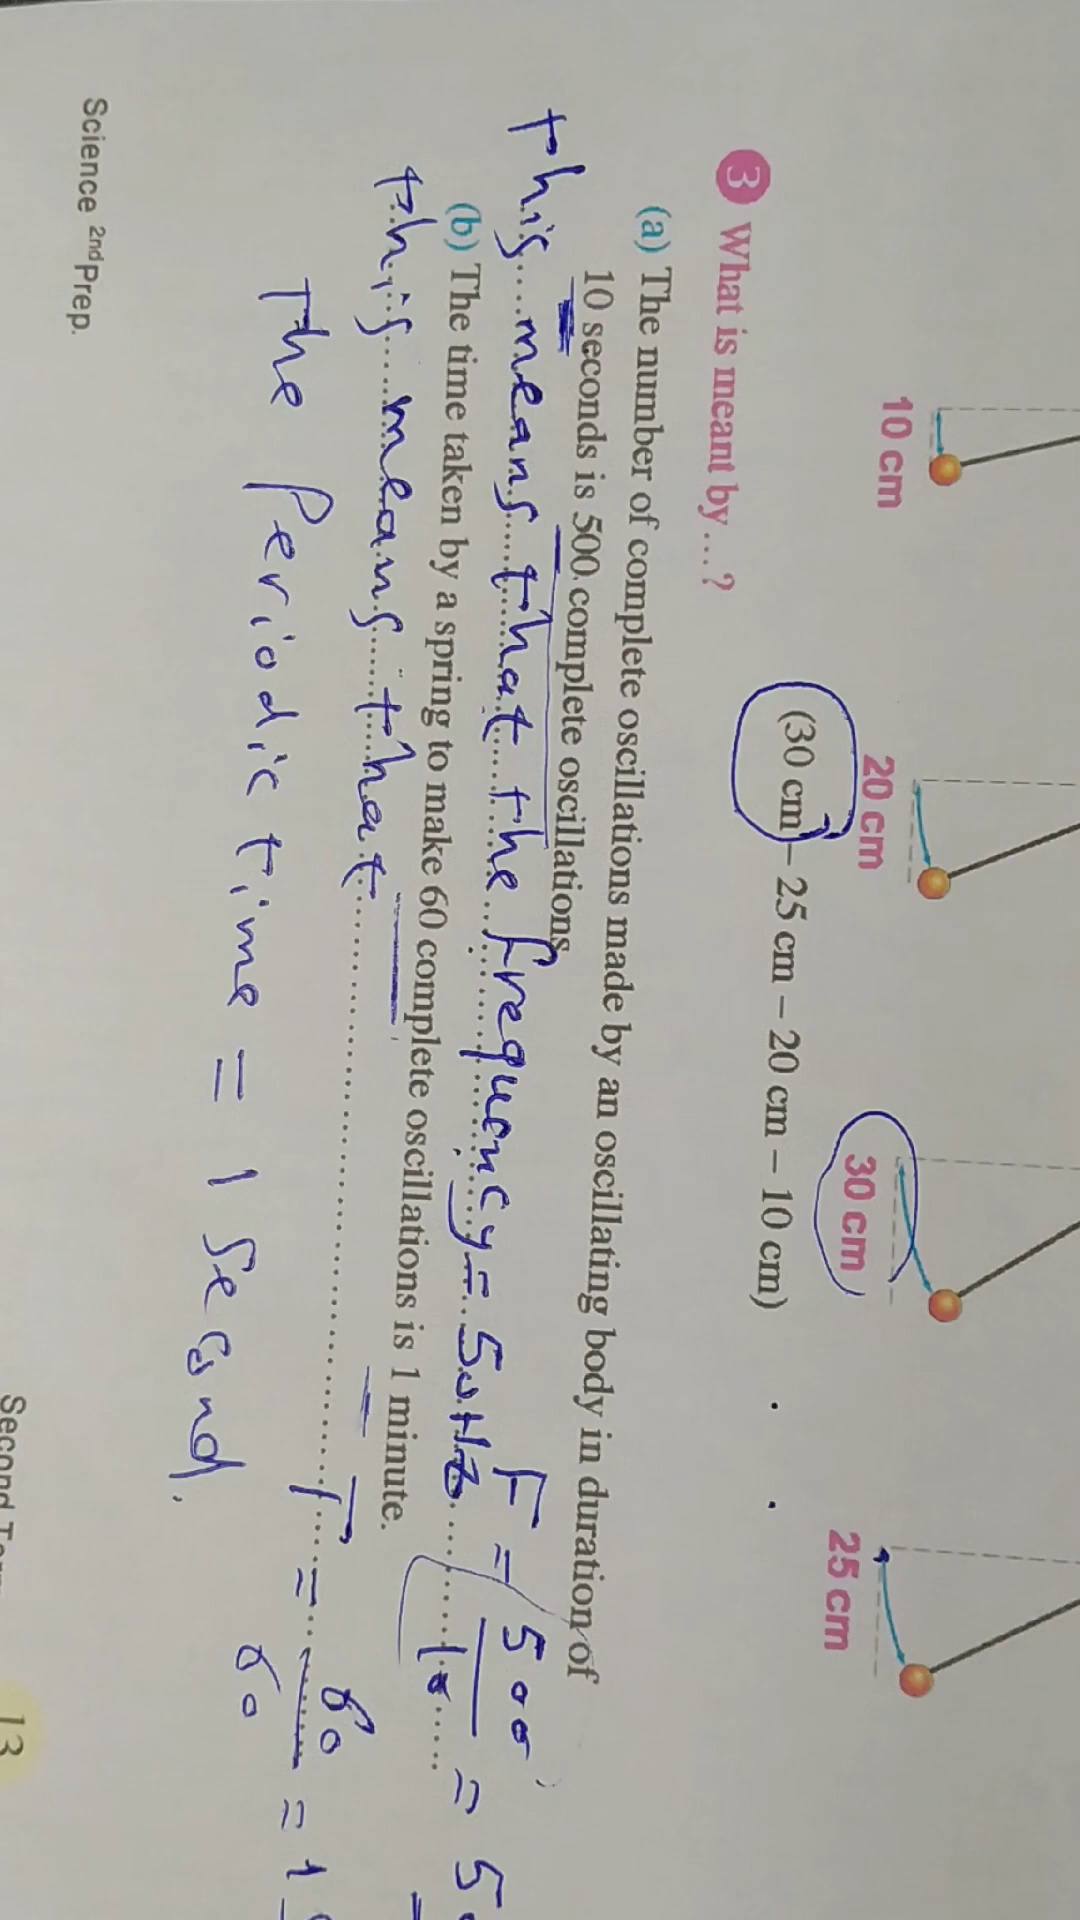 10 cm 20 cm 30 cm 25 cm
(30 cm – 25 cm – 20 cm – 10 cm)
3 What is meant by ... ?
(a) The number of complete oscillations made by an oscillating body in duration of
10 seconds is 500 complete oscillations.
F = 500 / 10 = 5
this means that the frequency = 50 Hz
(b) The time taken by a spring to make 60 complete oscillations is 1 minute.
this means that
T = 60 / 60 = 1
The Periodic time = 1 Second.
Science 2nd Prep.
Second
13